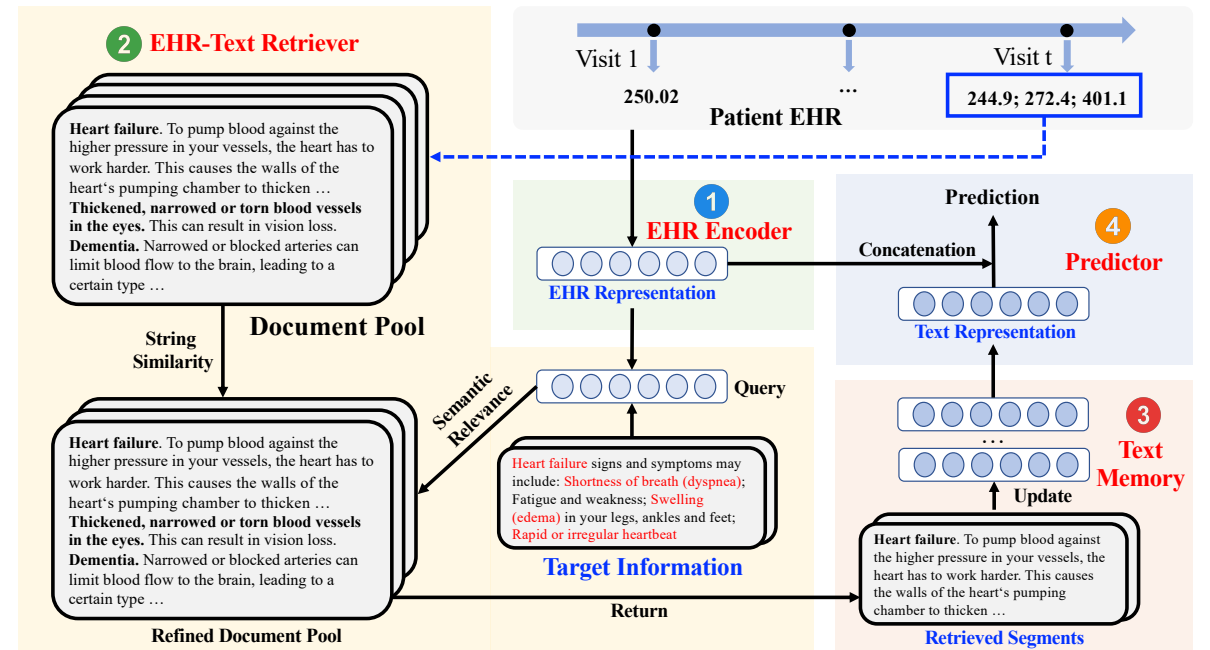 2 EHR-Text Retriever
Heart failure. To pump blood against the
higher pressure in your vessels, the heart has to
work harder. This causes the walls of the
heart‘s pumping chamber to thicken …
Thickened, narrowed or torn blood vessels
in the eyes. This can result in vision loss.
Dementia. Narrowed or blocked arteries can
limit blood flow to the brain, leading to a
certain type …
Document Pool
String
Similarity
Heart failure. To pump blood against the
higher pressure in your vessels, the heart has to
work harder. This causes the walls of the
heart‘s pumping chamber to thicken …
Thickened, narrowed or torn blood vessels
in the eyes. This can result in vision loss.
Dementia. Narrowed or blocked arteries can
limit blood flow to the brain, leading to a
certain type …
Refined Document Pool
Visit 1
...
Visit t
250.02
244.9; 272.4; 401.1
Patient EHR
1
EHR Encoder
EHR Representation
Semantic
Relevance
Query
Heart failure signs and symptoms may
include: Shortness of breath (dyspnea);
Fatigue and weakness; Swelling
(edema) in your legs, ankles and feet;
Rapid or irregular heartbeat
Target Information
Return
Prediction
Concatenation
4
Predictor
Text Representation
...
3
Text
Memory
Update
Heart failure. To pump blood against
the higher pressure in your vessels, the
heart has to work harder. This causes
the walls of the heart‘s pumping
chamber to thicken …
Retrieved Segments